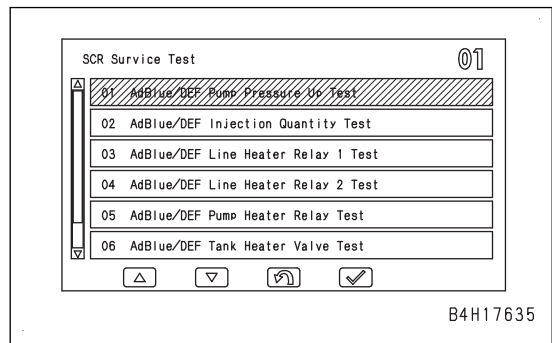 SCR Survice Test
01
01 AdBlue/DEF Pump Pressure Up Test
02 AdBlue/DEF Injection Quantity Test
03 AdBlue/DEF Line Heater Relay 1 Test
04 AdBlue/DEF Line Heater Relay 2 Test
05 AdBlue/DEF Pump Heater Relay Test
06 AdBlue/DEF Tank Heater Valve Test
B4H17635